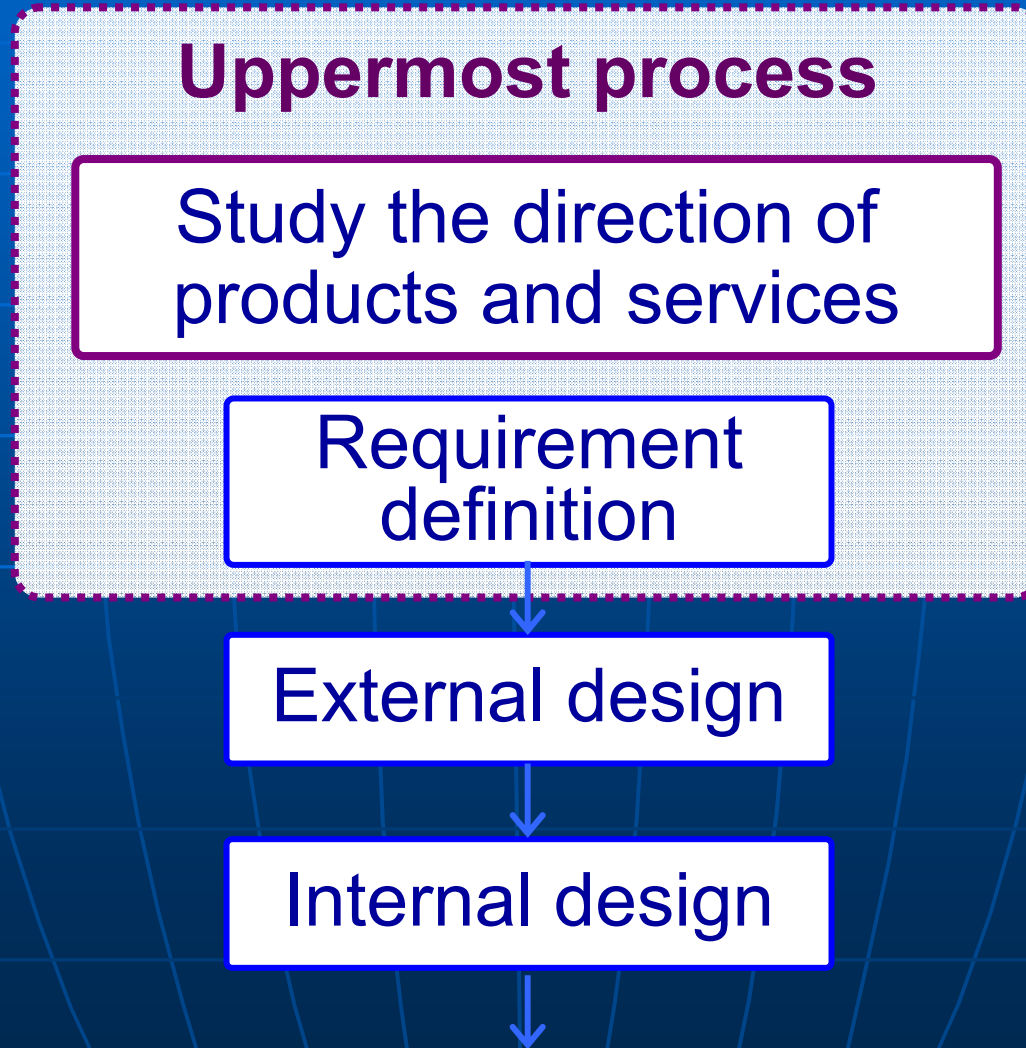 Uppermost process
Study the direction of
products and services
Requirement
definition
External design
Internal design